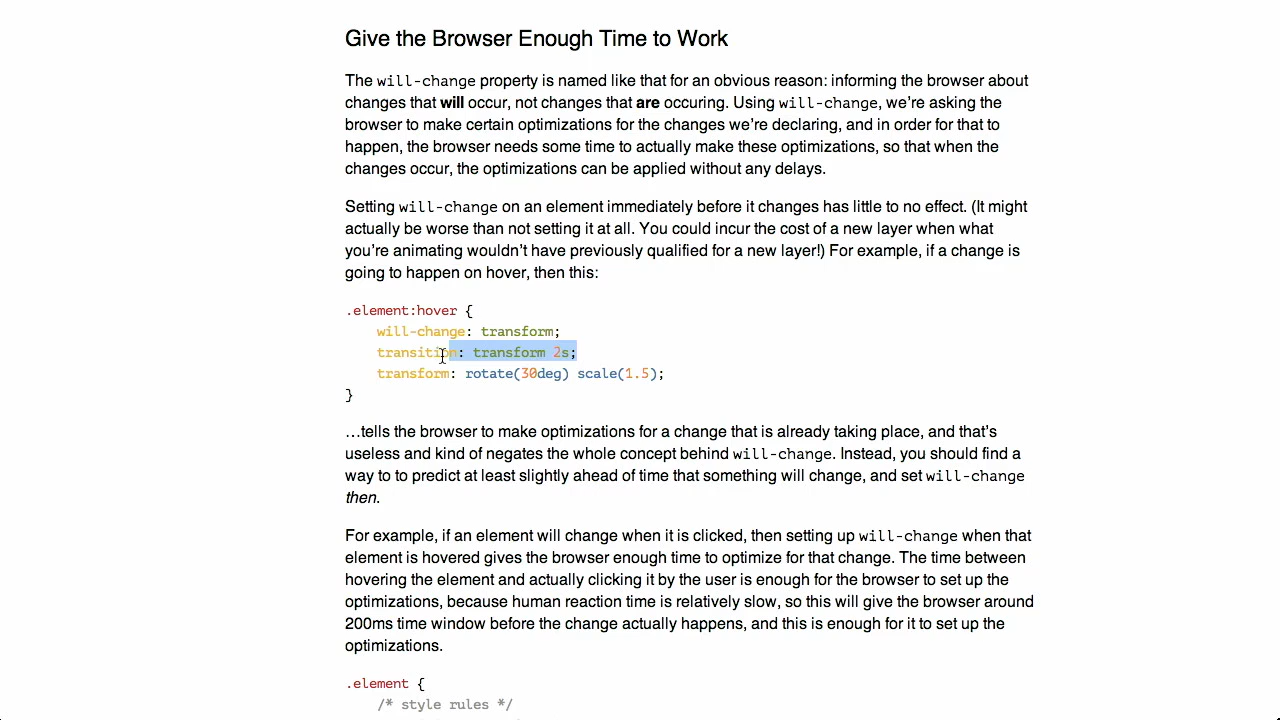 Give the Browser Enough Time to Work
The will-change property is named like that for an obvious reason: informing the browser about
changes that will occur, not changes that are occuring. Using will-change, we’re asking the
browser to make certain optimizations for the changes we’re declaring, and in order for that to
happen, the browser needs some time to actually make these optimizations, so that when the
changes occur, the optimizations can be applied without any delays.
Setting will-change on an element immediately before it changes has little to no effect. (It might
actually be worse than not setting it at all. You could incur the cost of a new layer when what
you’re animating wouldn’t have previously qualified for a new layer!) For example, if a change is
going to happen on hover, then this:
.element:hover {
    will-change: transform;
    transition: transform 2s;
    transform: rotate(30deg) scale(1.5);
}
…tells the browser to make optimizations for a change that is already taking place, and that’s
useless and kind of negates the whole concept behind will-change. Instead, you should find a
way to to predict at least slightly ahead of time that something will change, and set will-change
then.
For example, if an element will change when it is clicked, then setting up will-change when that
element is hovered gives the browser enough time to optimize for that change. The time between
hovering the element and actually clicking it by the user is enough for the browser to set up the
optimizations, because human reaction time is relatively slow, so this will give the browser around
200ms time window before the change actually happens, and this is enough for it to set up the
optimizations.
.element {
    /* style rules */